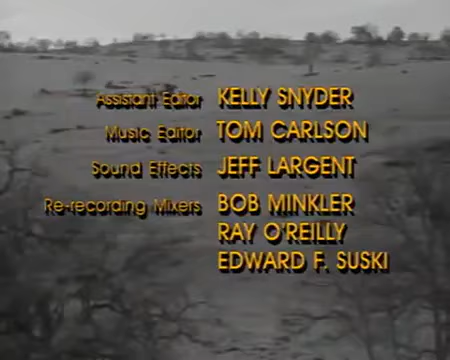 Assistant Editor KELLY SNYDER
Music Editor TOM CARLSON
Sound Effects JEFF LARGENT
Re-recording Mixers BOB MINKLER
RAY O'REILLY
EDWARD F. SUSKI